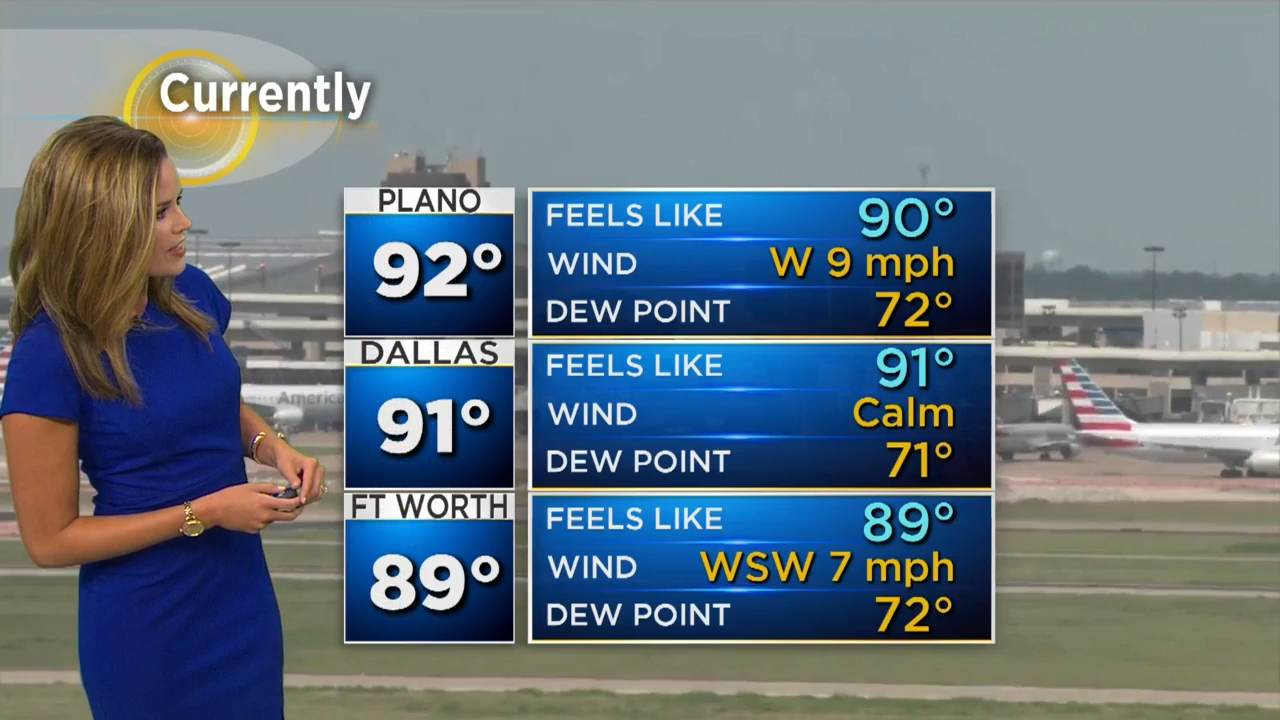 Currently
PLANO
92°
FEELS LIKE 90°
WIND W 9 mph
DEW POINT 72°
DALLAS
91°
FEELS LIKE 91°
WIND Calm
DEW POINT 71°
FT WORTH
89°
FEELS LIKE 89°
WIND WSW 7 mph
DEW POINT 72°